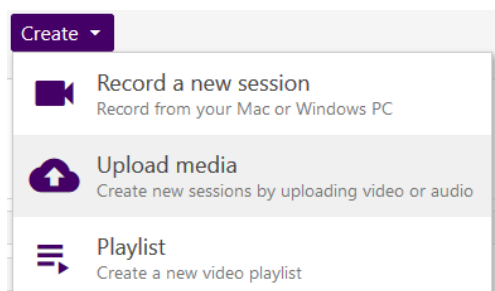 Create
Record a new session
Record from your Mac or Windows PC
Upload media
Create new sessions by uploading video or audio
Playlist
Create a new video playlist